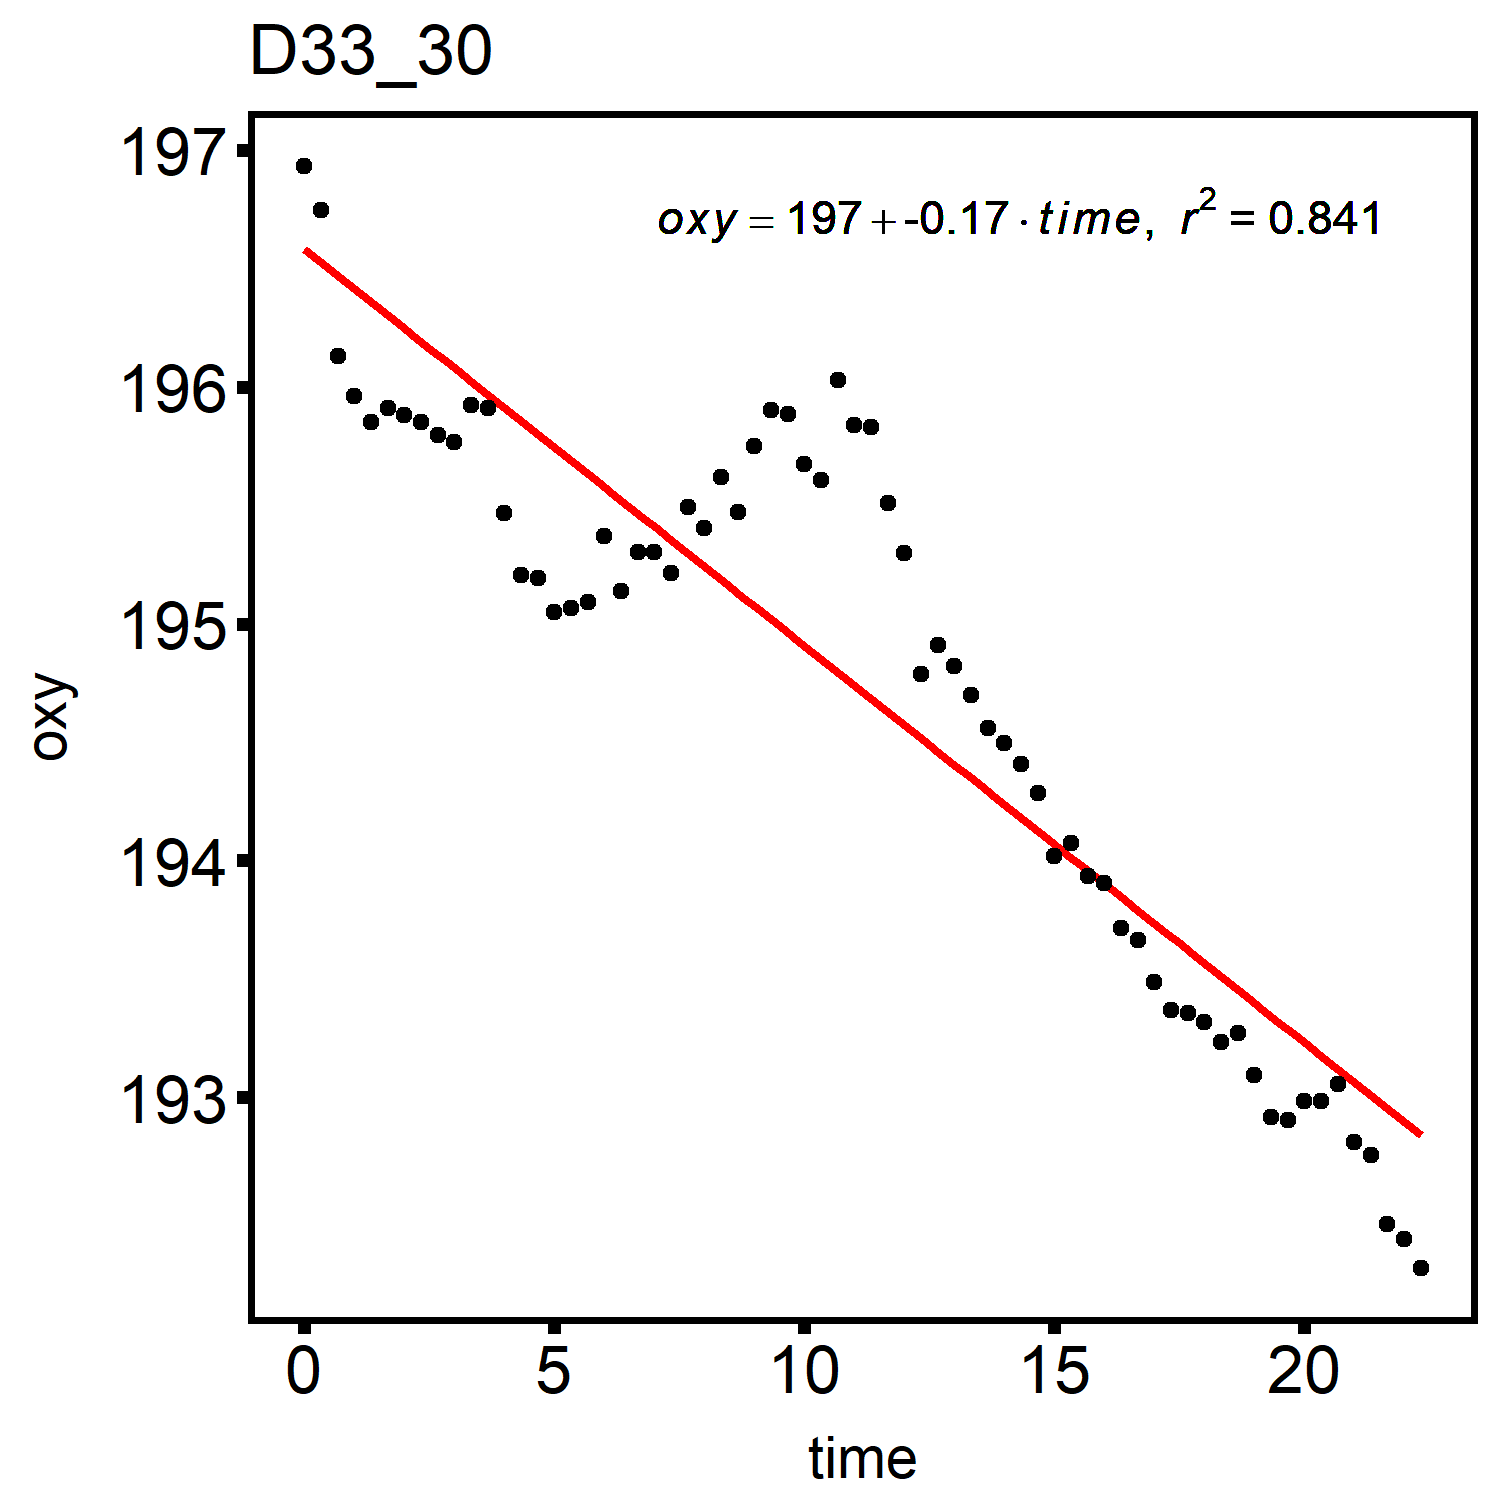 D33_30
oxy = 197 + -0.17 · time, r² = 0.841
197
196
195
194
193
oxy
0 5 10 15 20
time